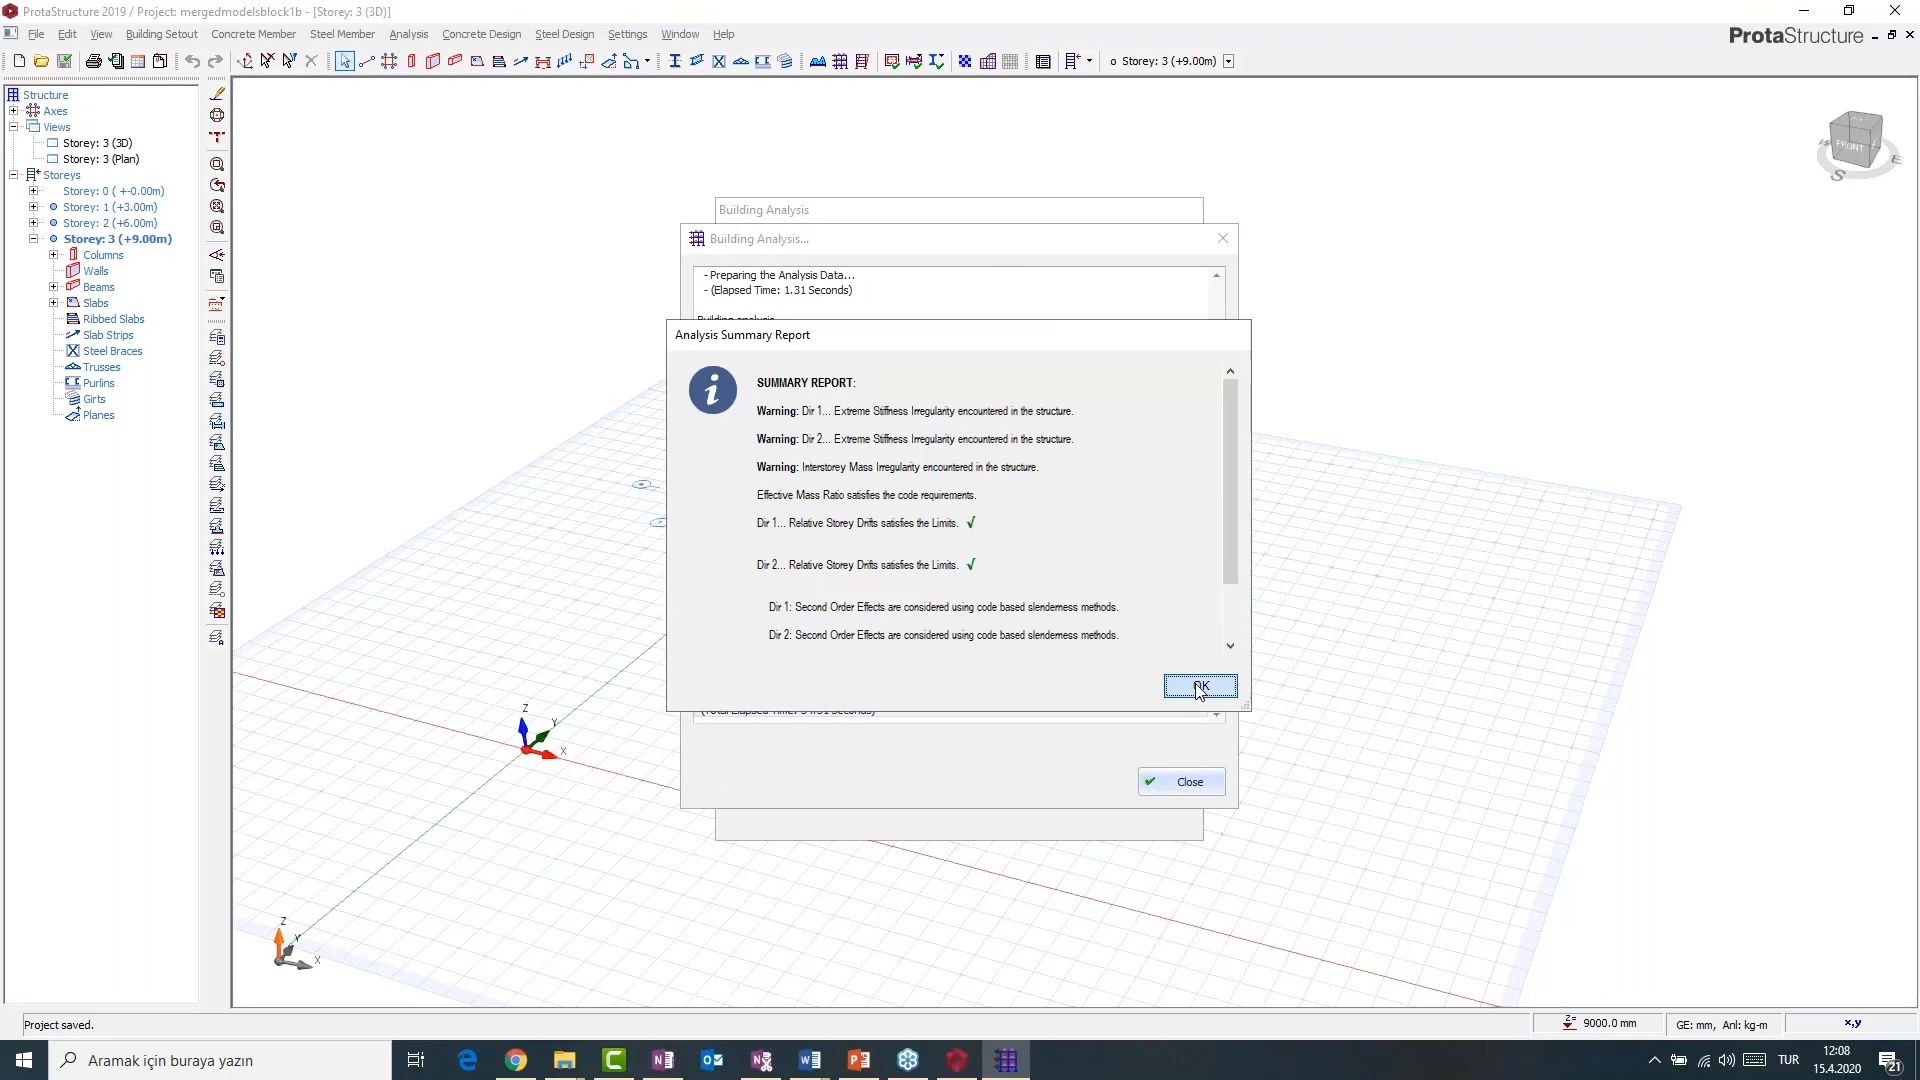 ProtaStructure 2019 / Project: mergedmodelsblock1b - [Storey: 3 (3D)]
File Edit View Building Setout Concrete Member Steel Member Analysis Concrete Design Steel Design Settings Window Help
ProtaStructure
Storey: 3 (+9.00m)
Structure
Axes
Views
Storey: 3 (3D)
Storey: 3 (Plan)
Storeys
Storey: 0 ( +-0.00m)
Storey: 1 (+3.00m)
Storey: 2 (+6.00m)
Storey: 3 (+9.00m)
Columns
Walls
Beams
Slabs
Ribbed Slabs
Slab Strips
Steel Braces
Trusses
Purlins
Girts
Planes
FRONT
W
E
S
Building Analysis
Building Analysis...
- Preparing the Analysis Data...
- (Elapsed Time: 1.31 Seconds)
Building analysis
Analysis Summary Report
SUMMARY REPORT:
Warning: Dir 1... Extreme Stiffness Irregularity encountered in the structure.
Warning: Dir 2... Extreme Stiffness Irregularity encountered in the structure.
Warning: Interstorey Mass Irregularity encountered in the structure.
Effective Mass Ratio satisfies the code requirements.
Dir 1... Relative Storey Drifts satisfies the Limits. √
Dir 2... Relative Storey Drifts satisfies the Limits. √
Dir 1: Second Order Effects are considered using code based slenderness methods.
Dir 2: Second Order Effects are considered using code based slenderness methods.
OK
Close
Z
Y
X
Z
Y
X
Project saved.
Z=
9000.0 mm
GE: mm, Anl: kg-m
x,y
Aramak için buraya yazın
TUR
12:08
15.4.2020
21